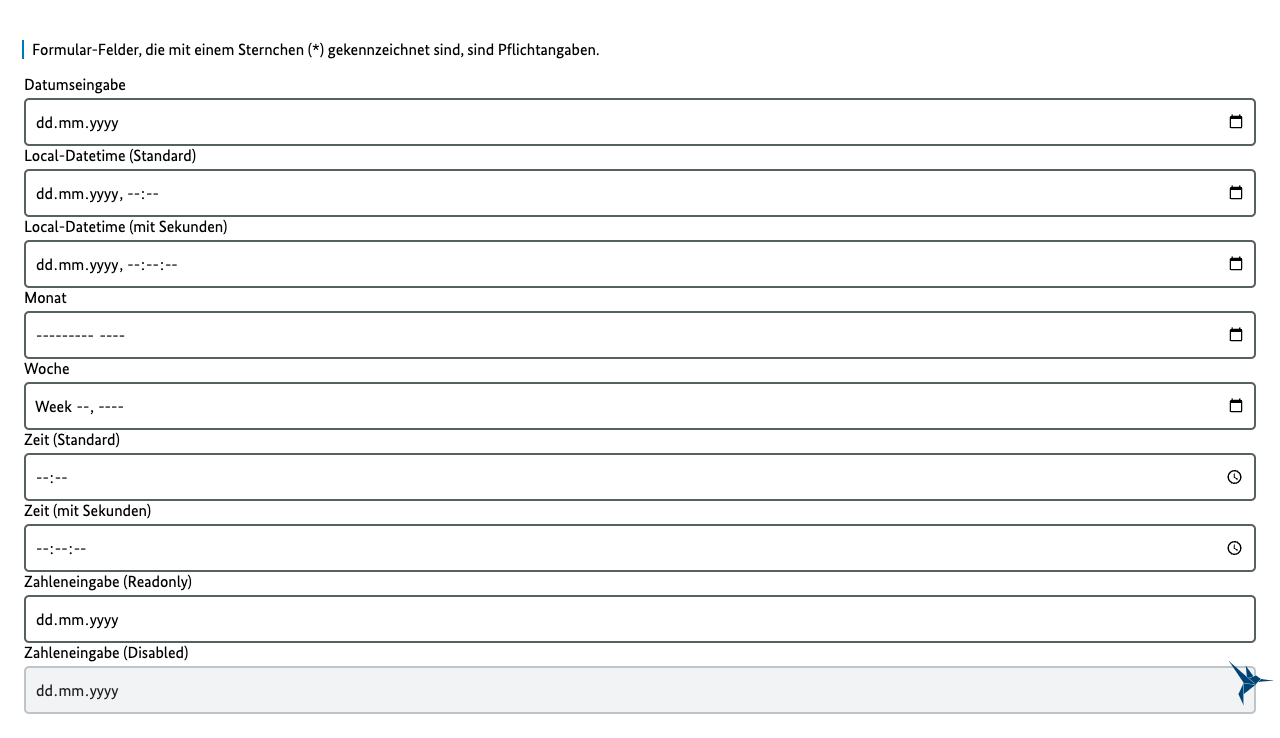 Formular-Felder, die mit einem Sternchen (*) gekennzeichnet sind, sind Pflichtangaben.
Datumseingabe
dd.mm.yyyy
Local-Datetime (Standard)
dd.mm.yyyy, --:--
Local-Datetime (mit Sekunden)
dd.mm.yyyy, --:--:--
Monat
--------- ----
Woche
Week --, ----
Zeit (Standard)
--:--
Zeit (mit Sekunden)
--:--:--
Zahleneingabe (Readonly)
dd.mm.yyyy
Zahleneingabe (Disabled)
dd.mm.yyyy